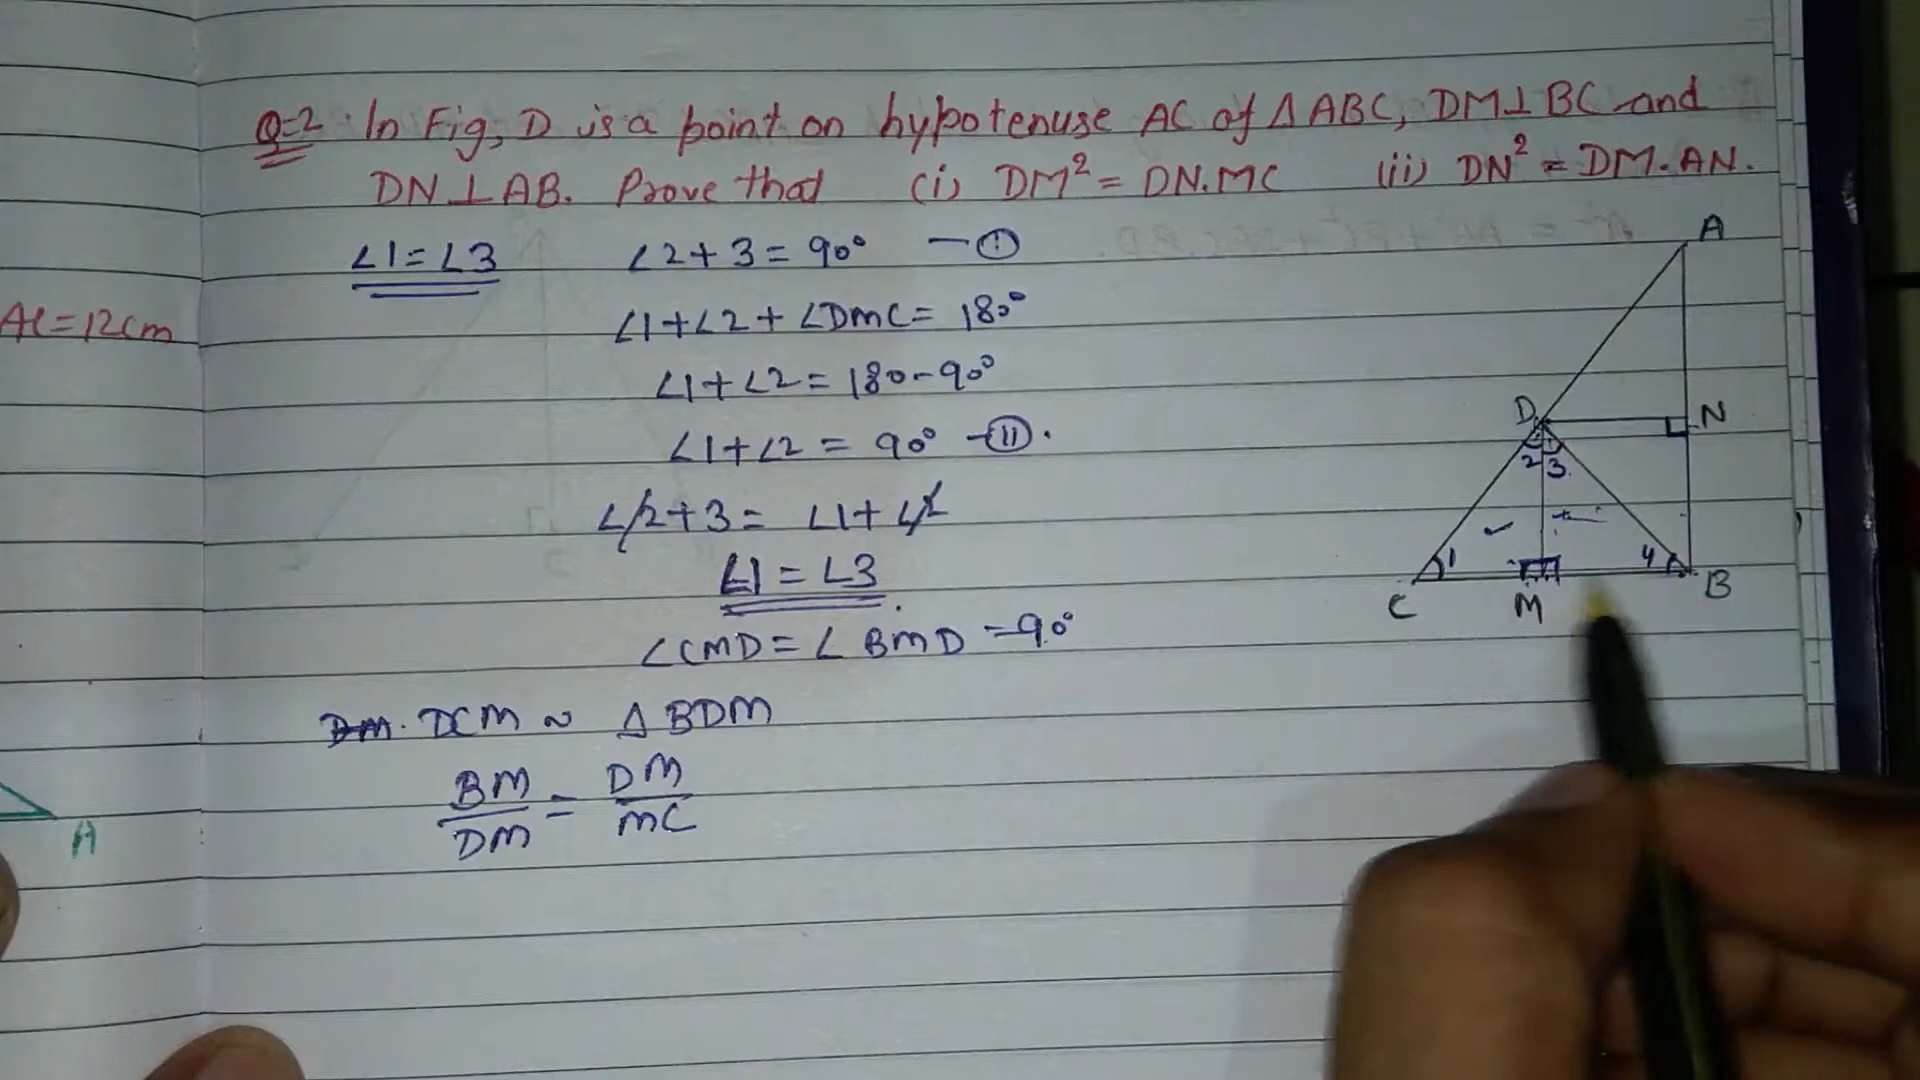 Q=2 In Fig, D is a point on hypotenuse AC of ΔABC, DM⊥BC and
DN⊥AB. Prove that (i) DM² = DN.MC (ii) DN² = DM.AN.
∠1=∠3 ∠2+3=90° —①
AC=12cm
∠1+∠2+∠DMC=180°
∠1+∠2=180-90°
∠1+∠2=90° -⑪.
∠2+3=∠1+∠2
∠1=∠3
∠CMD=∠BMD=90°
DM. DCM ~ ΔBDM
BM/DM = DM/MC
A
A
D
N
2 3
1
4
C
M
B